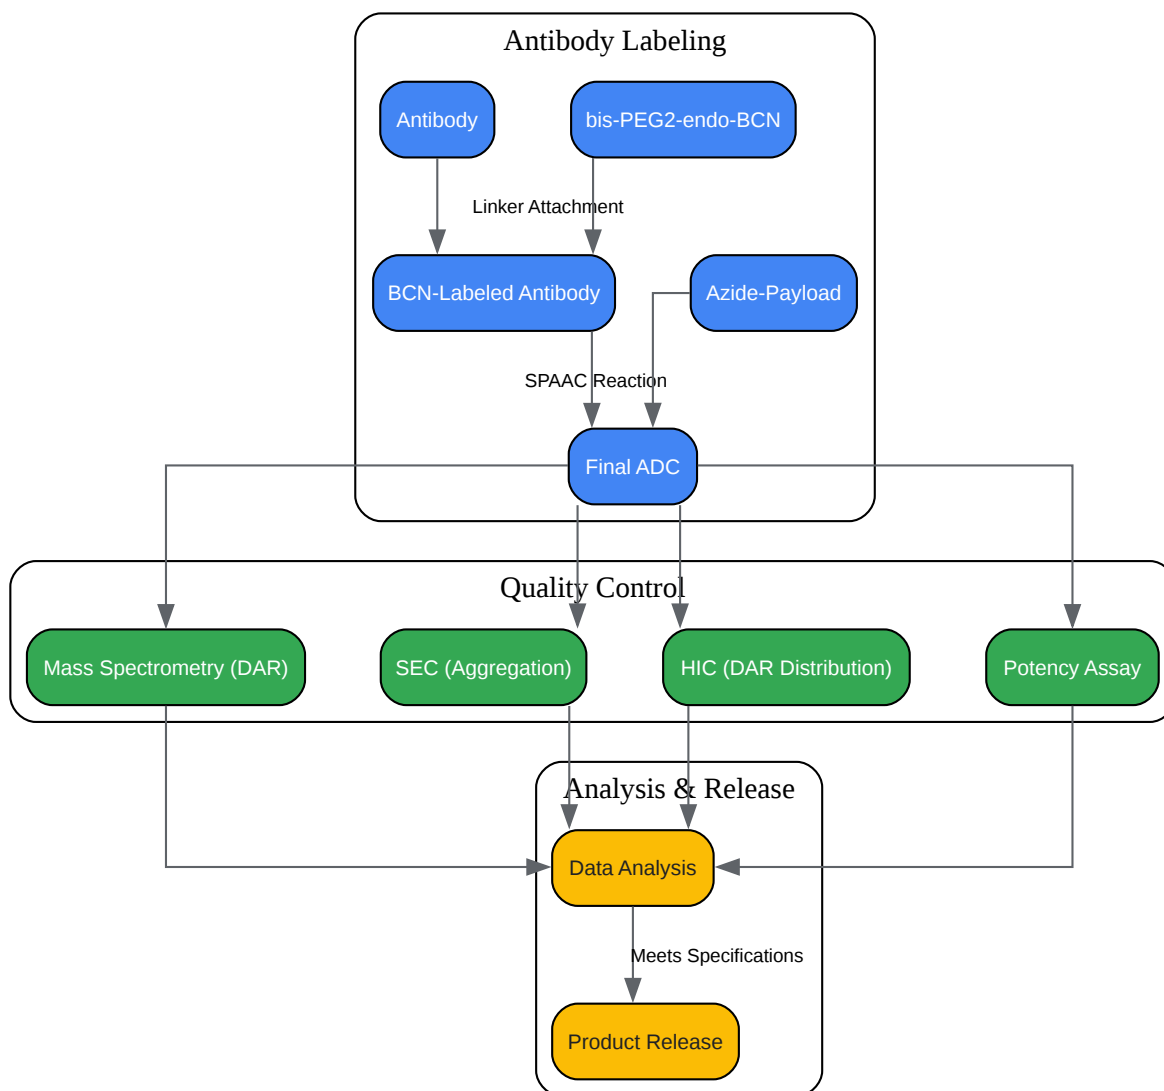 Antibody Labeling
Antibody
bis-PEG2-endo-BCN
Linker Attachment
BCN-Labeled Antibody
Azide-Payload
SPAAC Reaction
Final ADC
Quality Control
Mass Spectrometry (DAR)
SEC (Aggregation)
HIC (DAR Distribution)
Potency Assay
Analysis & Release
Data Analysis
Meets Specifications
Product Release